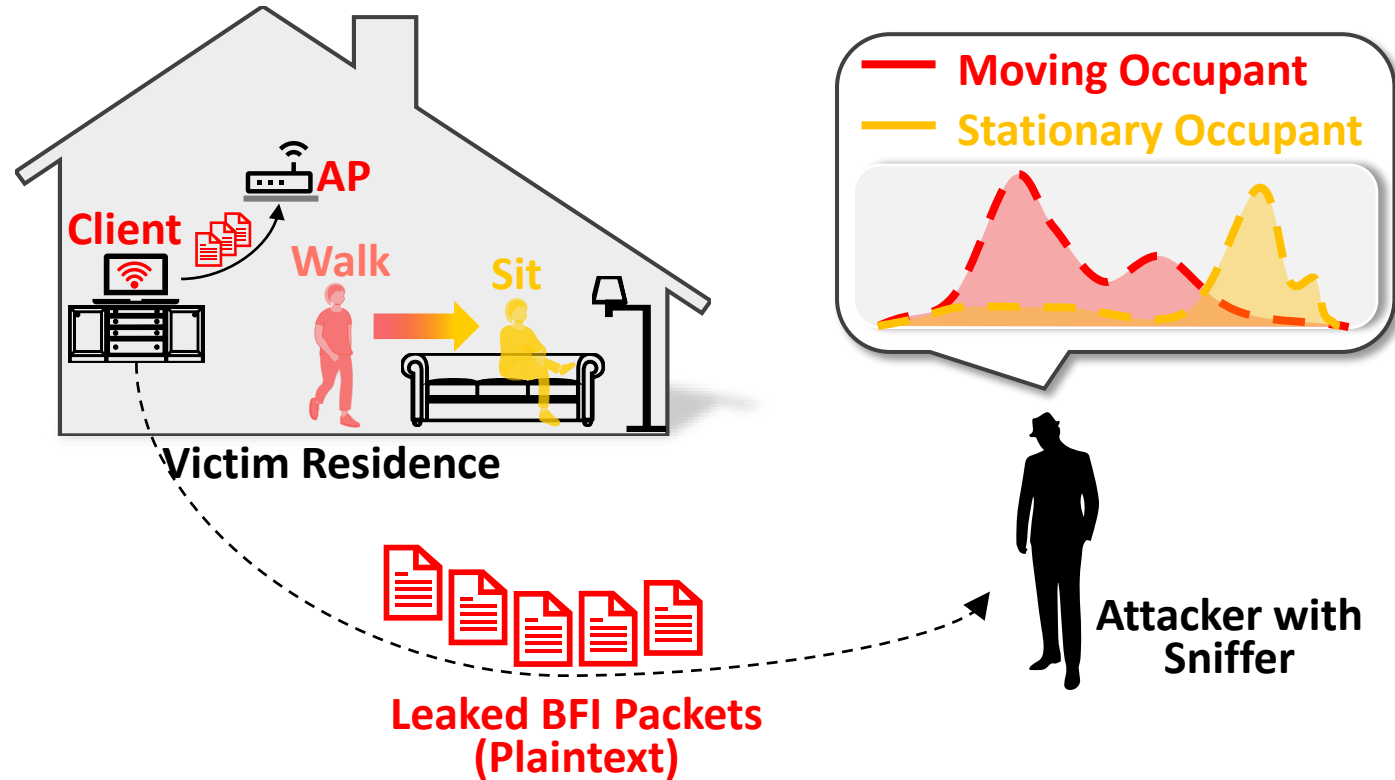 Moving Occupant
Stationary Occupant
AP
Client
Walk
Sit
Victim Residence
Attacker with
Sniffer
Leaked BFI Packets
(Plaintext)